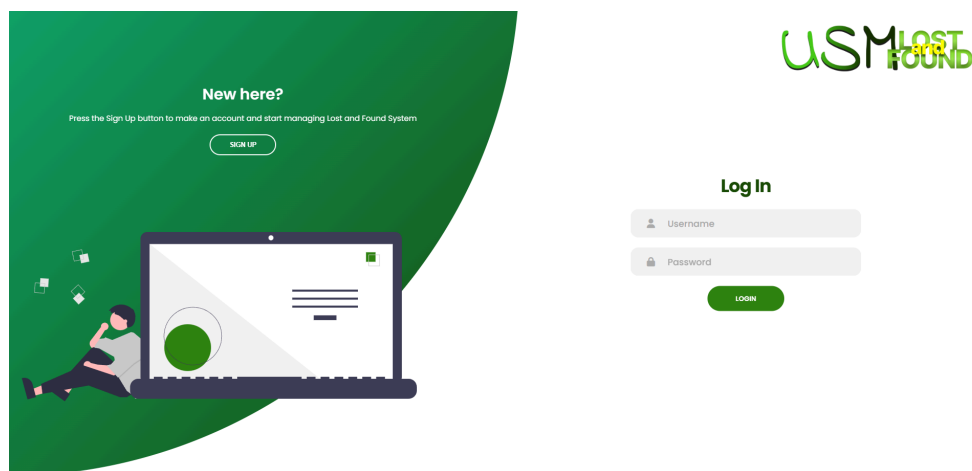 New here?
Press the Sign Up button to make an account and start managing Lost and Found System
SIGN UP
USM LOST
and
FOUND
Log In
Username
Password
LOGIN